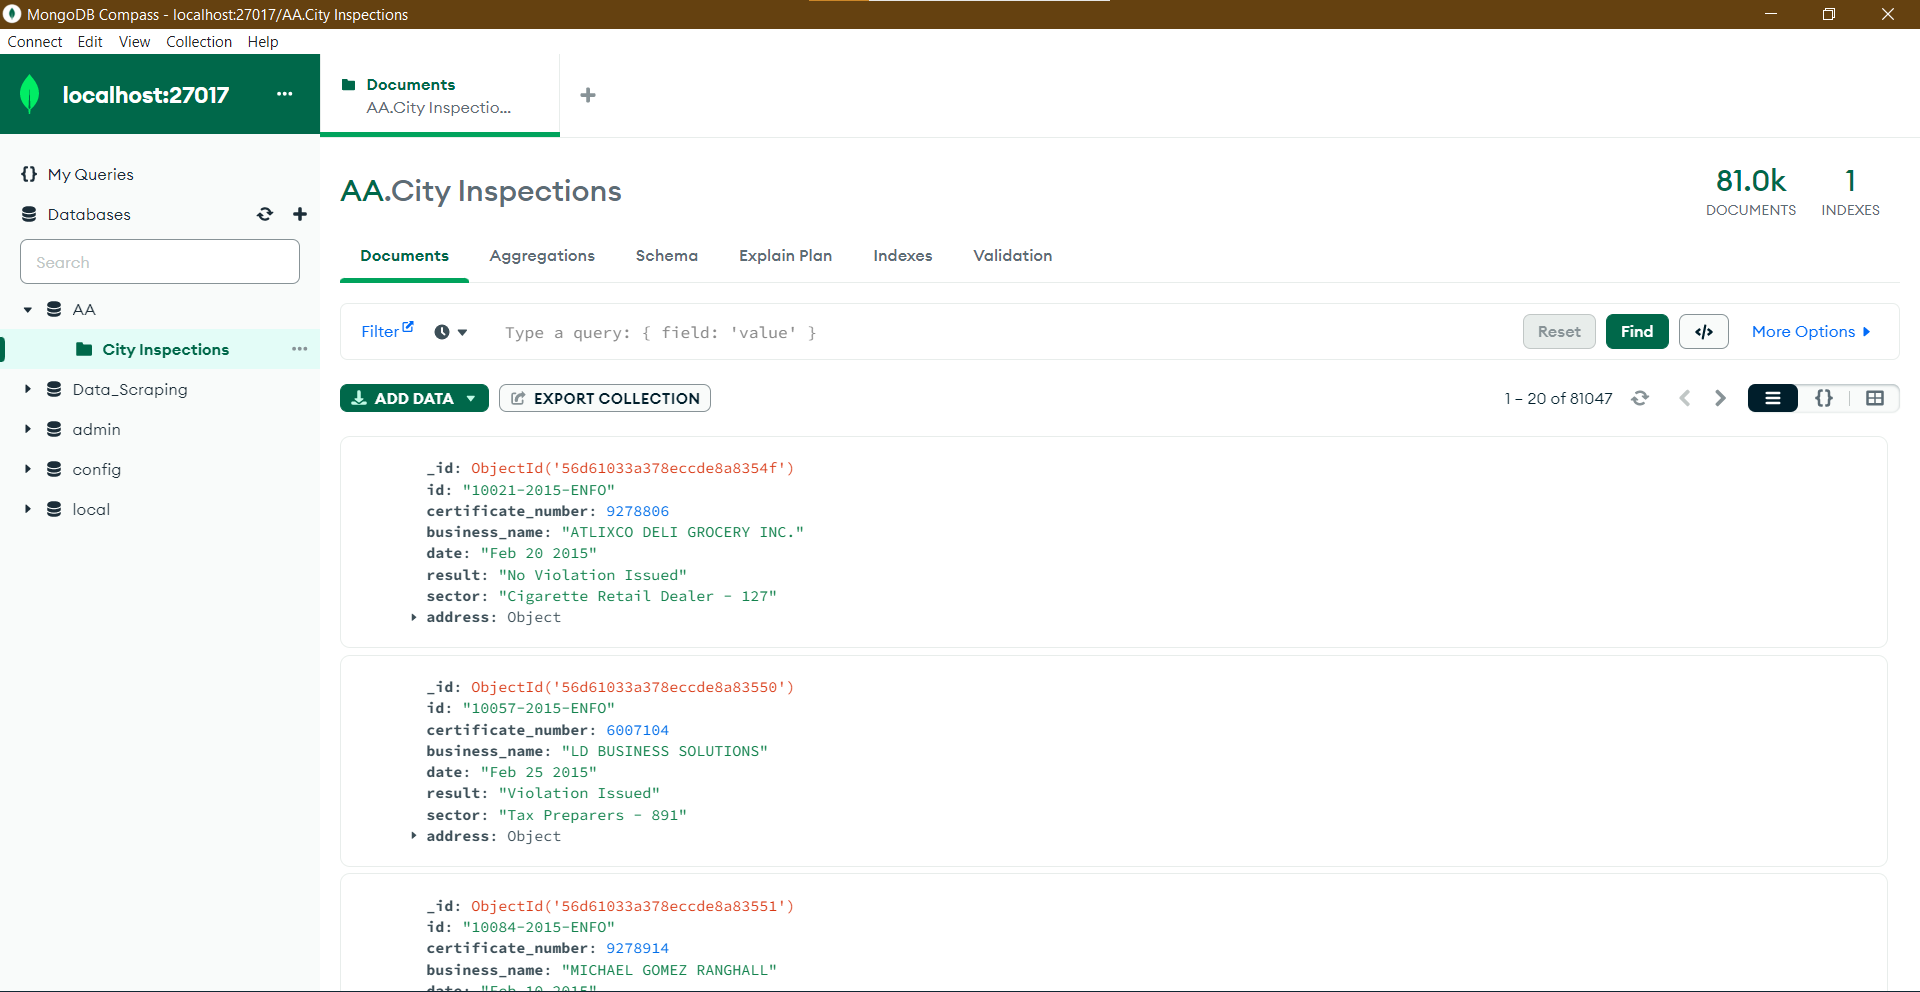 MongoDB Compass - localhost:27017/AA.City Inspections
Connect Edit View Collection Help
localhost:27017
Documents
AA.City Inspectio...
My Queries
Databases
Search
AA
City Inspections
Data_Scraping
admin
config
local
AA.City Inspections
81.0k
DOCUMENTS
1
INDEXES
Documents Aggregations Schema Explain Plan Indexes Validation
Filter Type a query: { field: 'value' } Reset Find </> More Options
ADD DATA EXPORT COLLECTION 1 – 20 of 81047 {}
_id: ObjectId('56d61033a378eccde8a8354f')
id: "10021-2015-ENFO"
certificate_number: 9278806
business_name: "ATLIXCO DELI GROCERY INC."
date: "Feb 20 2015"
result: "No Violation Issued"
sector: "Cigarette Retail Dealer - 127"
address: Object
_id: ObjectId('56d61033a378eccde8a83550')
id: "10057-2015-ENFO"
certificate_number: 6007104
business_name: "LD BUSINESS SOLUTIONS"
date: "Feb 25 2015"
result: "Violation Issued"
sector: "Tax Preparers - 891"
address: Object
_id: ObjectId('56d61033a378eccde8a83551')
id: "10084-2015-ENFO"
certificate_number: 9278914
business_name: "MICHAEL GOMEZ RANGHALL"
date: "Feb 10 2015"